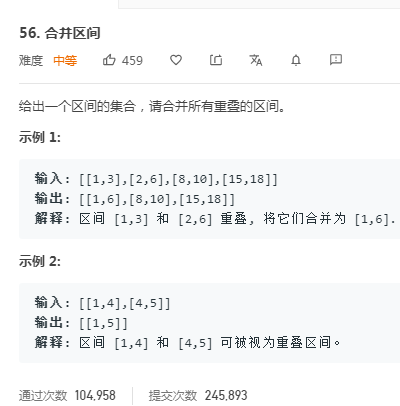 56. 合并区间
难度 中等 459
给出一个区间的集合，请合并所有重叠的区间。
示例 1:
输入: [[1,3],[2,6],[8,10],[15,18]]
输出: [[1,6],[8,10],[15,18]]
解释: 区间 [1,3] 和 [2,6] 重叠, 将它们合并为 [1,6].
示例 2:
输入: [[1,4],[4,5]]
输出: [[1,5]]
解释: 区间 [1,4] 和 [4,5] 可被视为重叠区间。
通过次数 104,958 提交次数 245,893